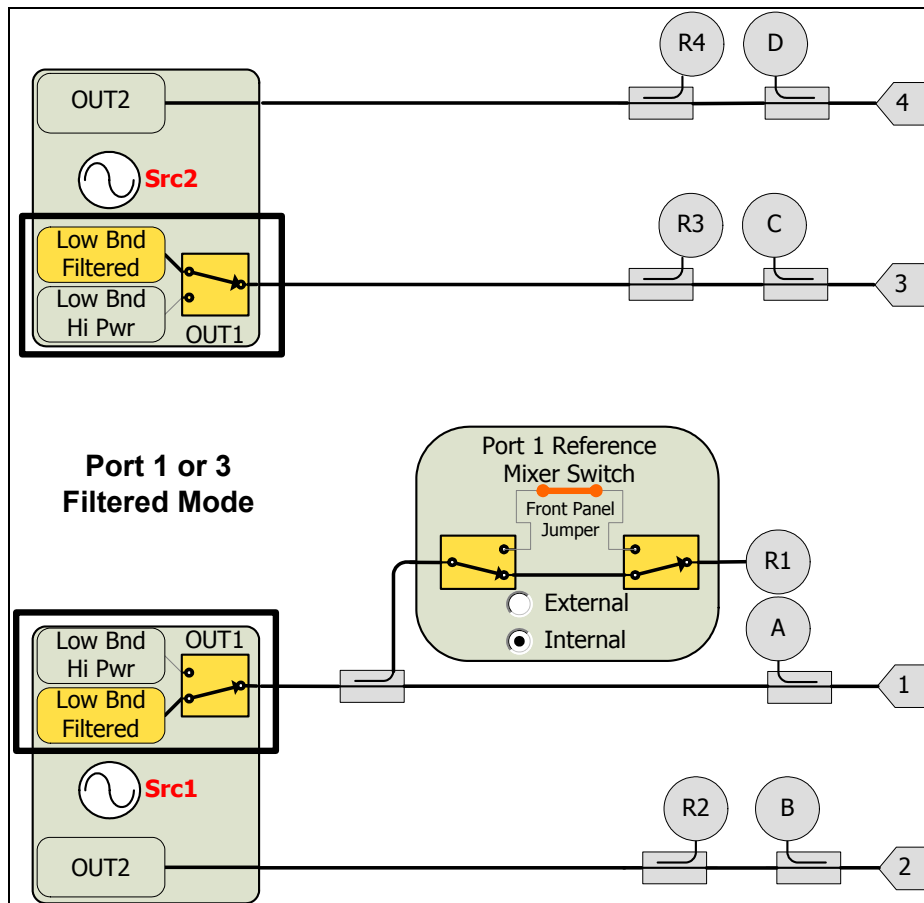 R4
D
OUT2
4
Src2
Low Bnd
Filtered
Low Bnd
Hi Pwr
OUT1
R3
C
3
Port 1 or 3
Filtered Mode
Port 1 Reference
Mixer Switch
Front Panel
Jumper
External
Internal
R1
A
Low Bnd
Hi Pwr
OUT1
Low Bnd
Filtered
1
Src1
R2
B
OUT2
2